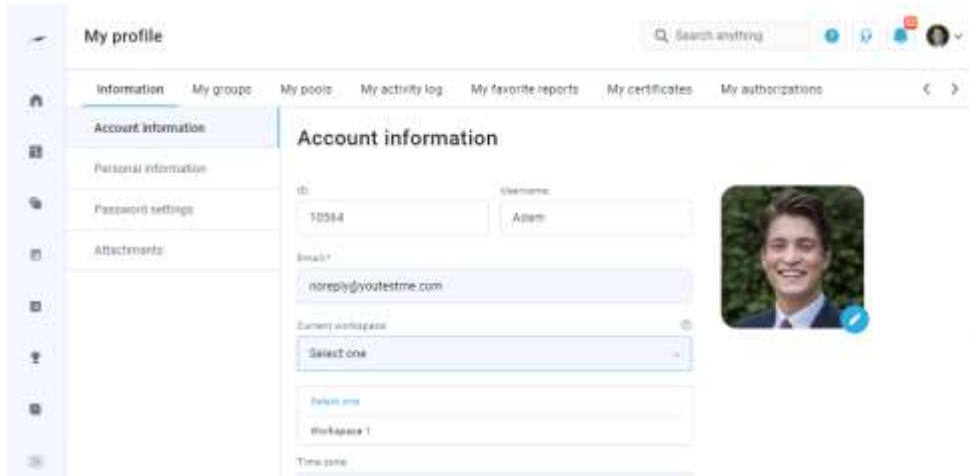 My profile
Search anything
Information My groups My pools My activity log My favorite reports My certificates My authorizations
Account information
Personal information
Password settings
Attachments
Account information
ID
Username
10564
Adam
Email*
noreply@youtestme.com
Current workspace
Select one
Select one
Workspace 1
Time zone